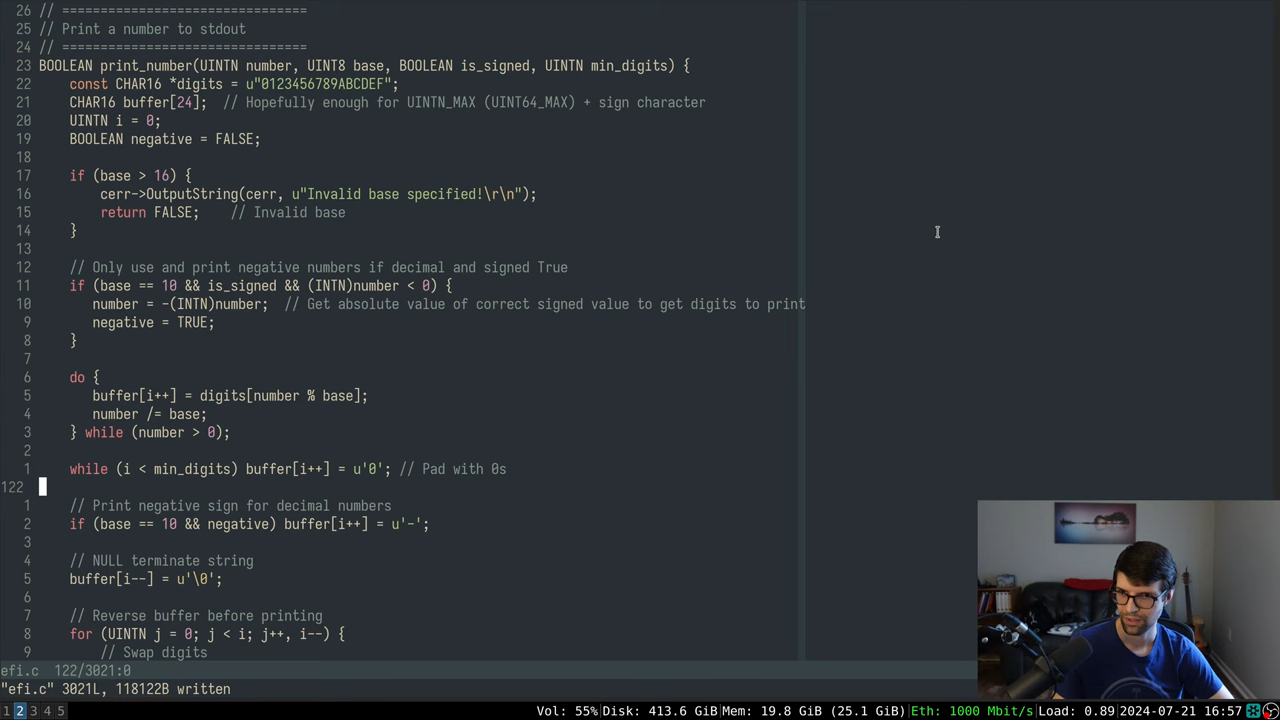 26 // ================================
25 // Print a number to stdout
24 // ================================
23 BOOLEAN print_number(UINTN number, UINT8 base, BOOLEAN is_signed, UINTN min_digits) {
22     const CHAR16 *digits = u"0123456789ABCDEF";
21     CHAR16 buffer[24];  // Hopefully enough for UINTN_MAX (UINT64_MAX) + sign character
20     UINTN i = 0;
19     BOOLEAN negative = FALSE;
18
17     if (base > 16) {
16         cerr->OutputString(cerr, u"Invalid base specified!\r\n");
15         return FALSE;    // Invalid base
14     }
13
12     // Only use and print negative numbers if decimal and signed True
11     if (base == 10 && is_signed && (INTN)number < 0) {
10        number = -(INTN)number;  // Get absolute value of correct signed value to get digits to print
9        negative = TRUE;
8     }
7
6     do {
5        buffer[i++] = digits[number % base];
4        number /= base;
3     } while (number > 0);
2
1     while (i < min_digits) buffer[i++] = u'0'; // Pad with 0s
122
1     // Print negative sign for decimal numbers
2     if (base == 10 && negative) buffer[i++] = u'-';
3
4     // NULL terminate string
5     buffer[i--] = u'\0';
6
7     // Reverse buffer before printing
8     for (UINTN j = 0; j < i; j++, i--) {
9         // Swap digits
efi.c  122/3021:0
"efi.c" 3021L, 118122B written
1 2 3 4 5 Vol: 55% Disk: 413.6 GiB Mem: 19.8 GiB (25.1 GiB) Eth: 1000 Mbit/s Load: 0.89 2024-07-21 16:57